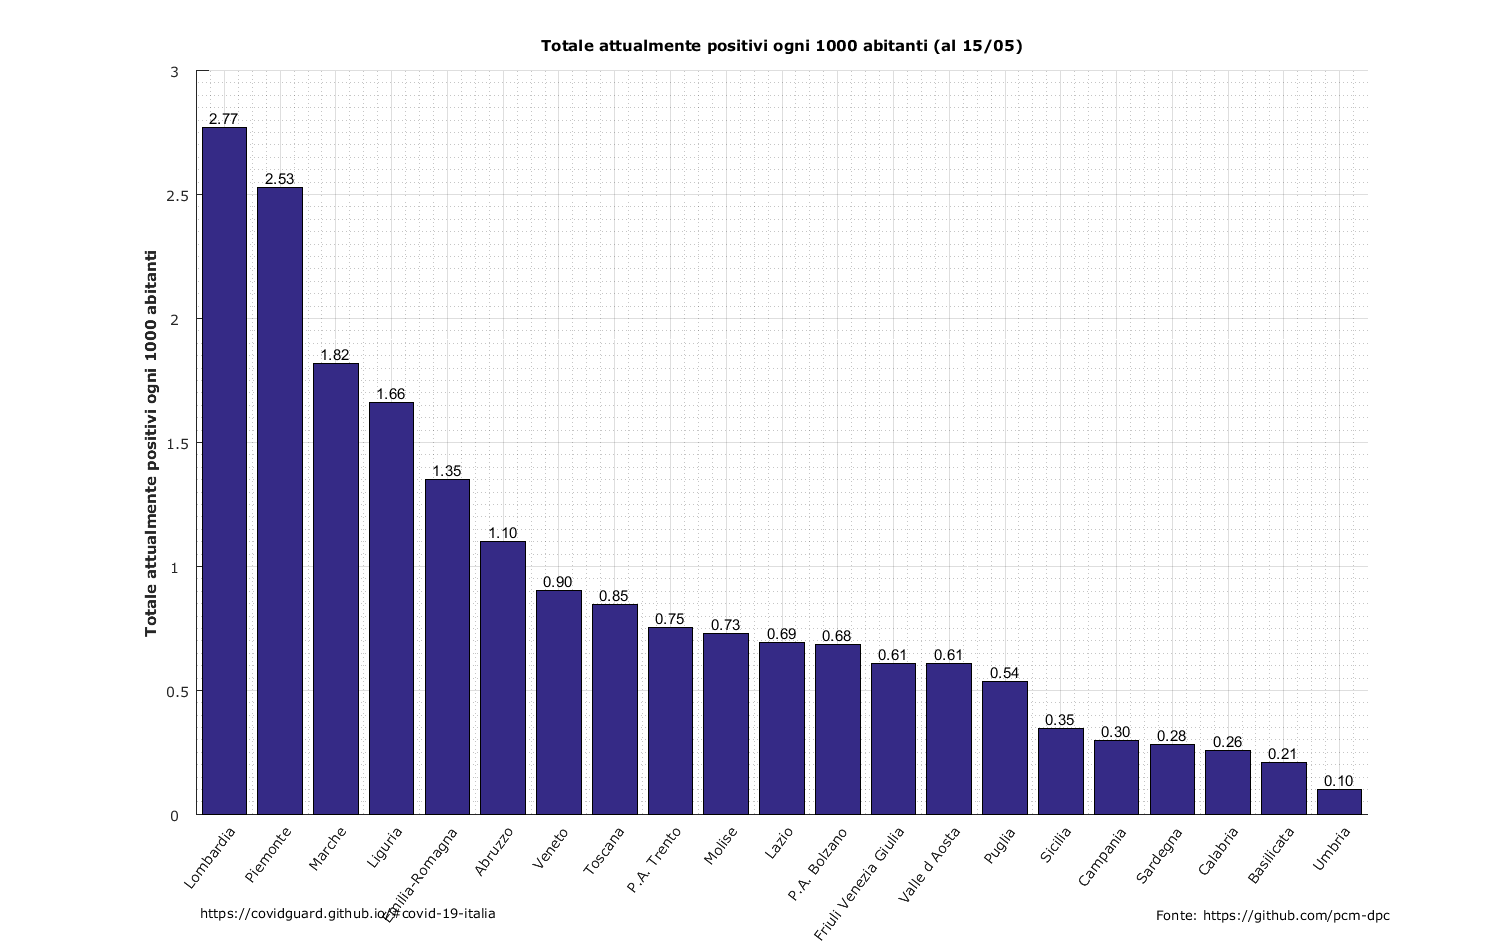 Totale attualmente positivi ogni 1000 abitanti (al 15/05)
Totale attualmente positivi ogni 1000 abitanti
3
2.5
2
1.5
1
0.5
0
2.77
2.53
1.82
1.66
1.35
1.10
0.90
0.85
0.75
0.73
0.69
0.68
0.61
0.61
0.54
0.35
0.30
0.28
0.26
0.21
0.10
Lombardia
Piemonte
Marche
Liguria
Emilia-Romagna
Abruzzo
Veneto
Toscana
P.A. Trento
Molise
Lazio
P.A. Bolzano
Friuli Venezia Giulia
Valle d Aosta
Puglia
Sicilia
Campania
Sardegna
Calabria
Basilicata
Umbria
https://covidguard.github.io/#covid-19-italia
Fonte: https://github.com/pcm-dpc